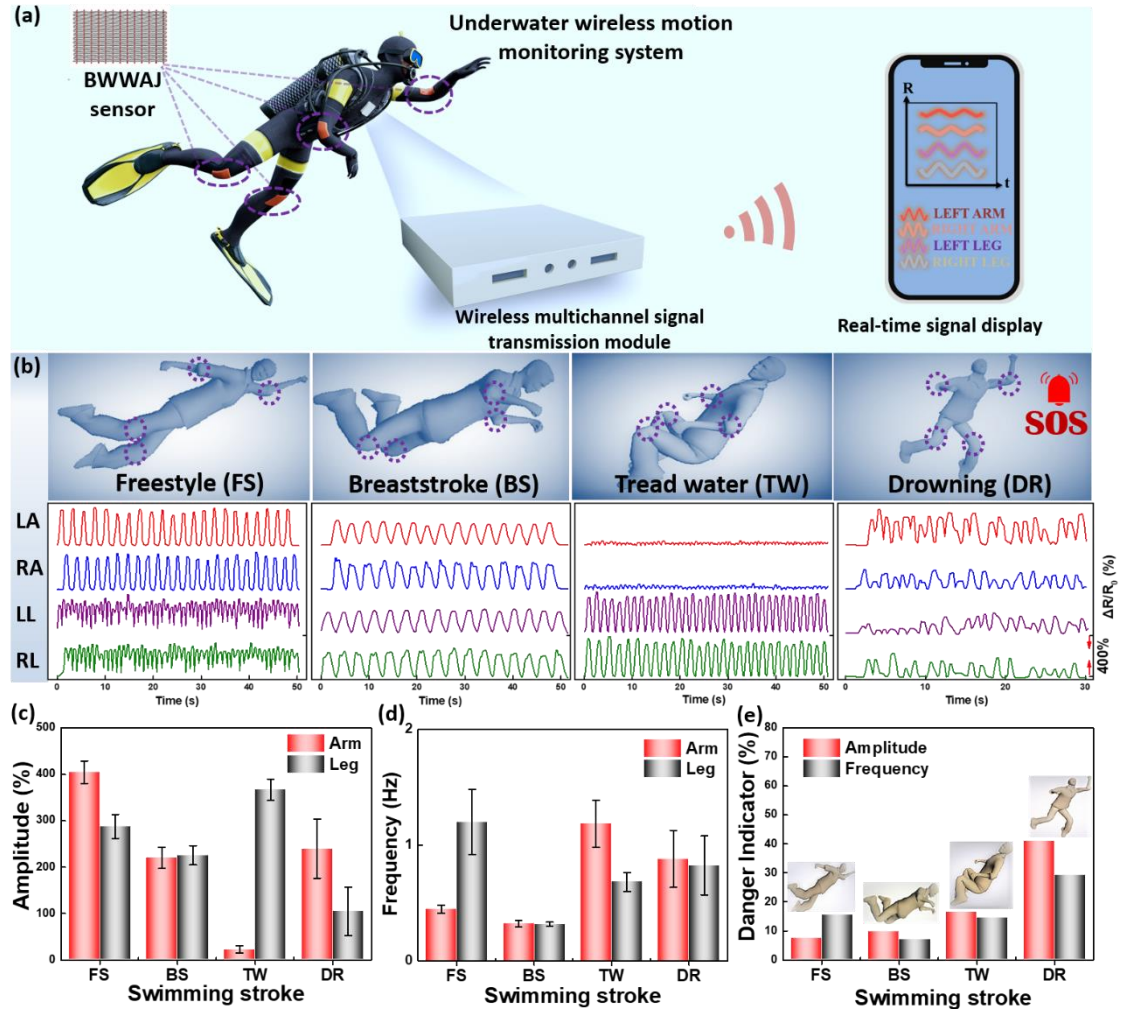 (a)
BWWAJ
sensor
Underwater wireless motion
monitoring system
Wireless multichannel signal
transmission module
R
t
LEFT ARM
RIGHT ARM
LEFT LEG
RIGHT LEG
Real-time signal display
(b)
Freestyle (FS)
Breaststroke (BS)
Tread water (TW)
SOS
Drowning (DR)
LA
RA
LL
RL
0 10 20 30 40 50
Time (s)
0 10 20 30 40 50
Time (s)
0 10 20 30 40 50
Time (s)
0 10 20 30
Time (s)
ΔR/R0 (%)
400%
(c)
Amplitude (%)
500
400
300
200
100
0
Arm
Leg
FS BS TW DR
Swimming stroke
(d)
Frequency (Hz)
2
1
0
Arm
Leg
FS BS TW DR
Swimming stroke
(e)
Danger Indicator (%)
80
70
60
50
40
30
20
10
0
Amplitude
Frequency
FS BS TW DR
Swimming stroke